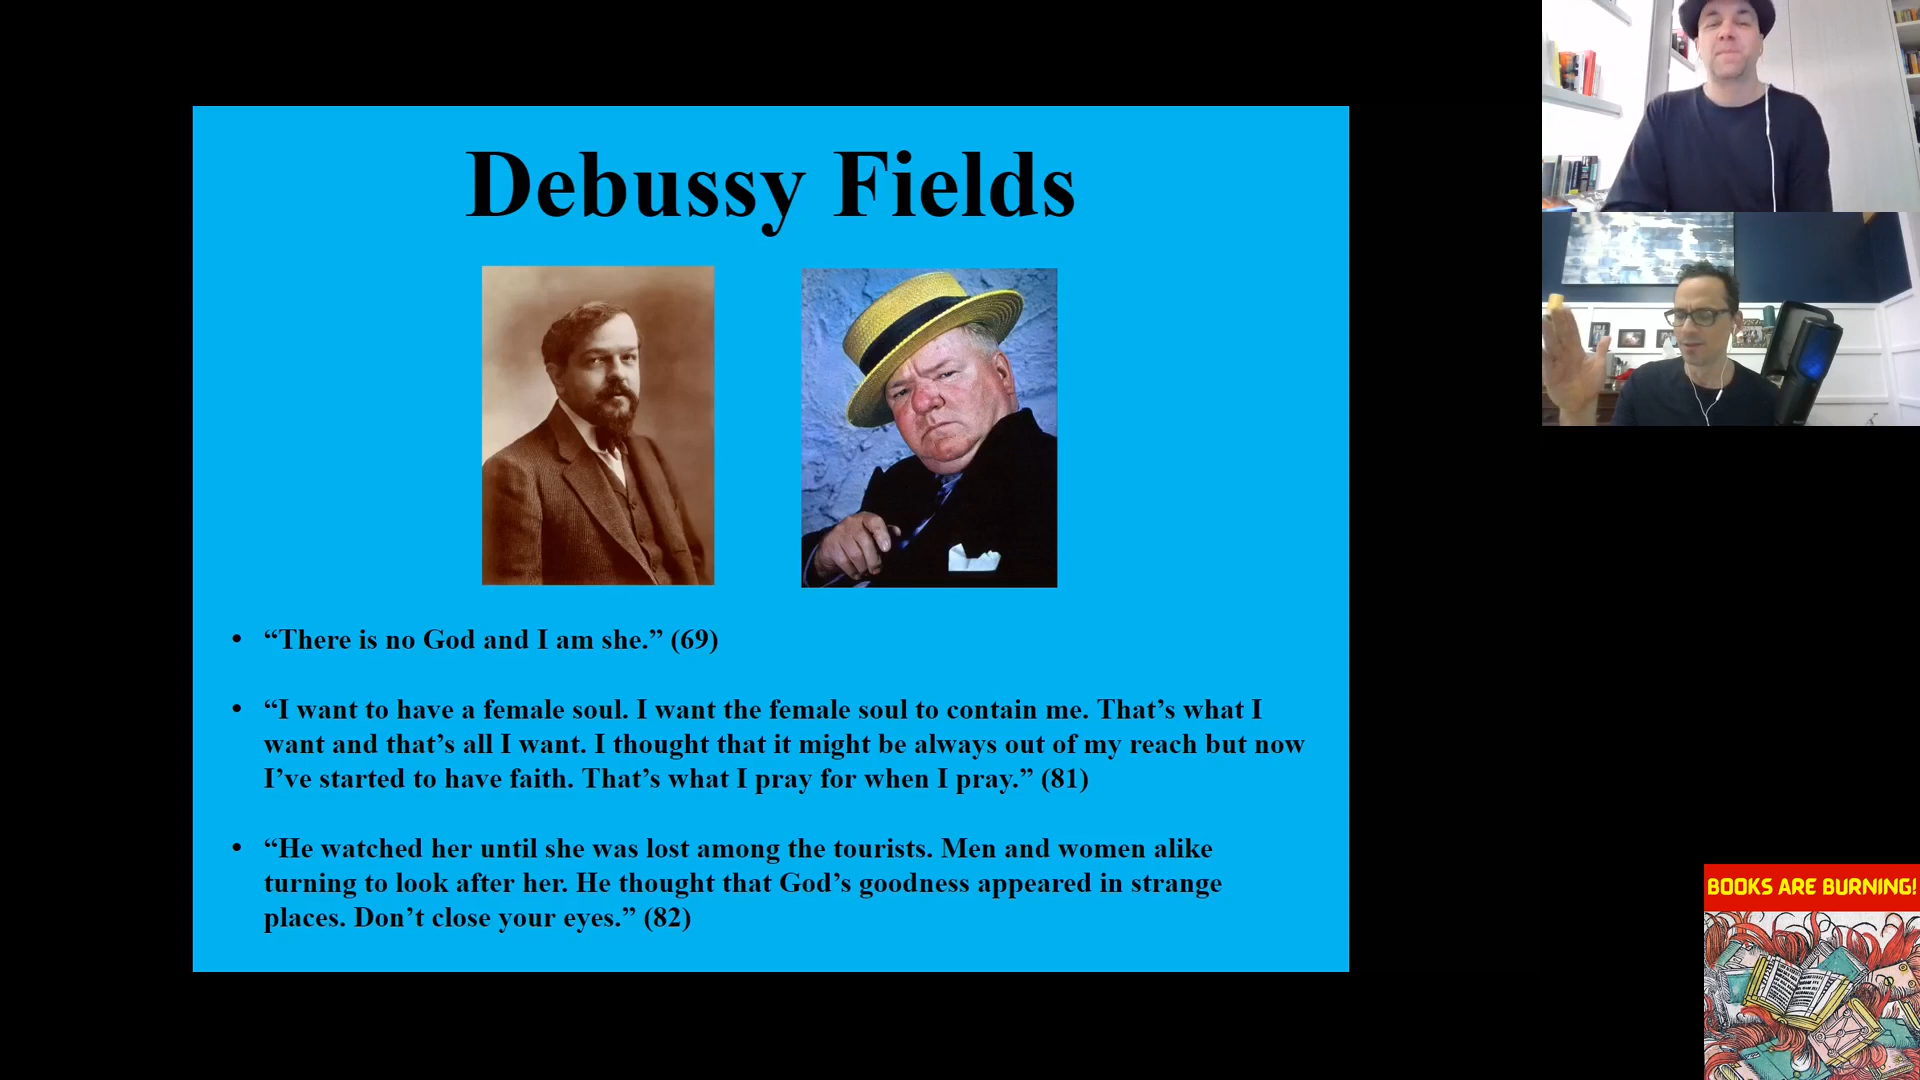 Debussy Fields
• “There is no God and I am she.” (69)
• “I want to have a female soul. I want the female soul to contain me. That’s what I
want and that’s all I want. I thought that it might be always out of my reach but now
I’ve started to have faith. That’s what I pray for when I pray.” (81)
• “He watched her until she was lost among the tourists. Men and women alike
turning to look after her. He thought that God’s goodness appeared in strange
places. Don’t close your eyes.” (82)
BOOKS ARE BURNING!